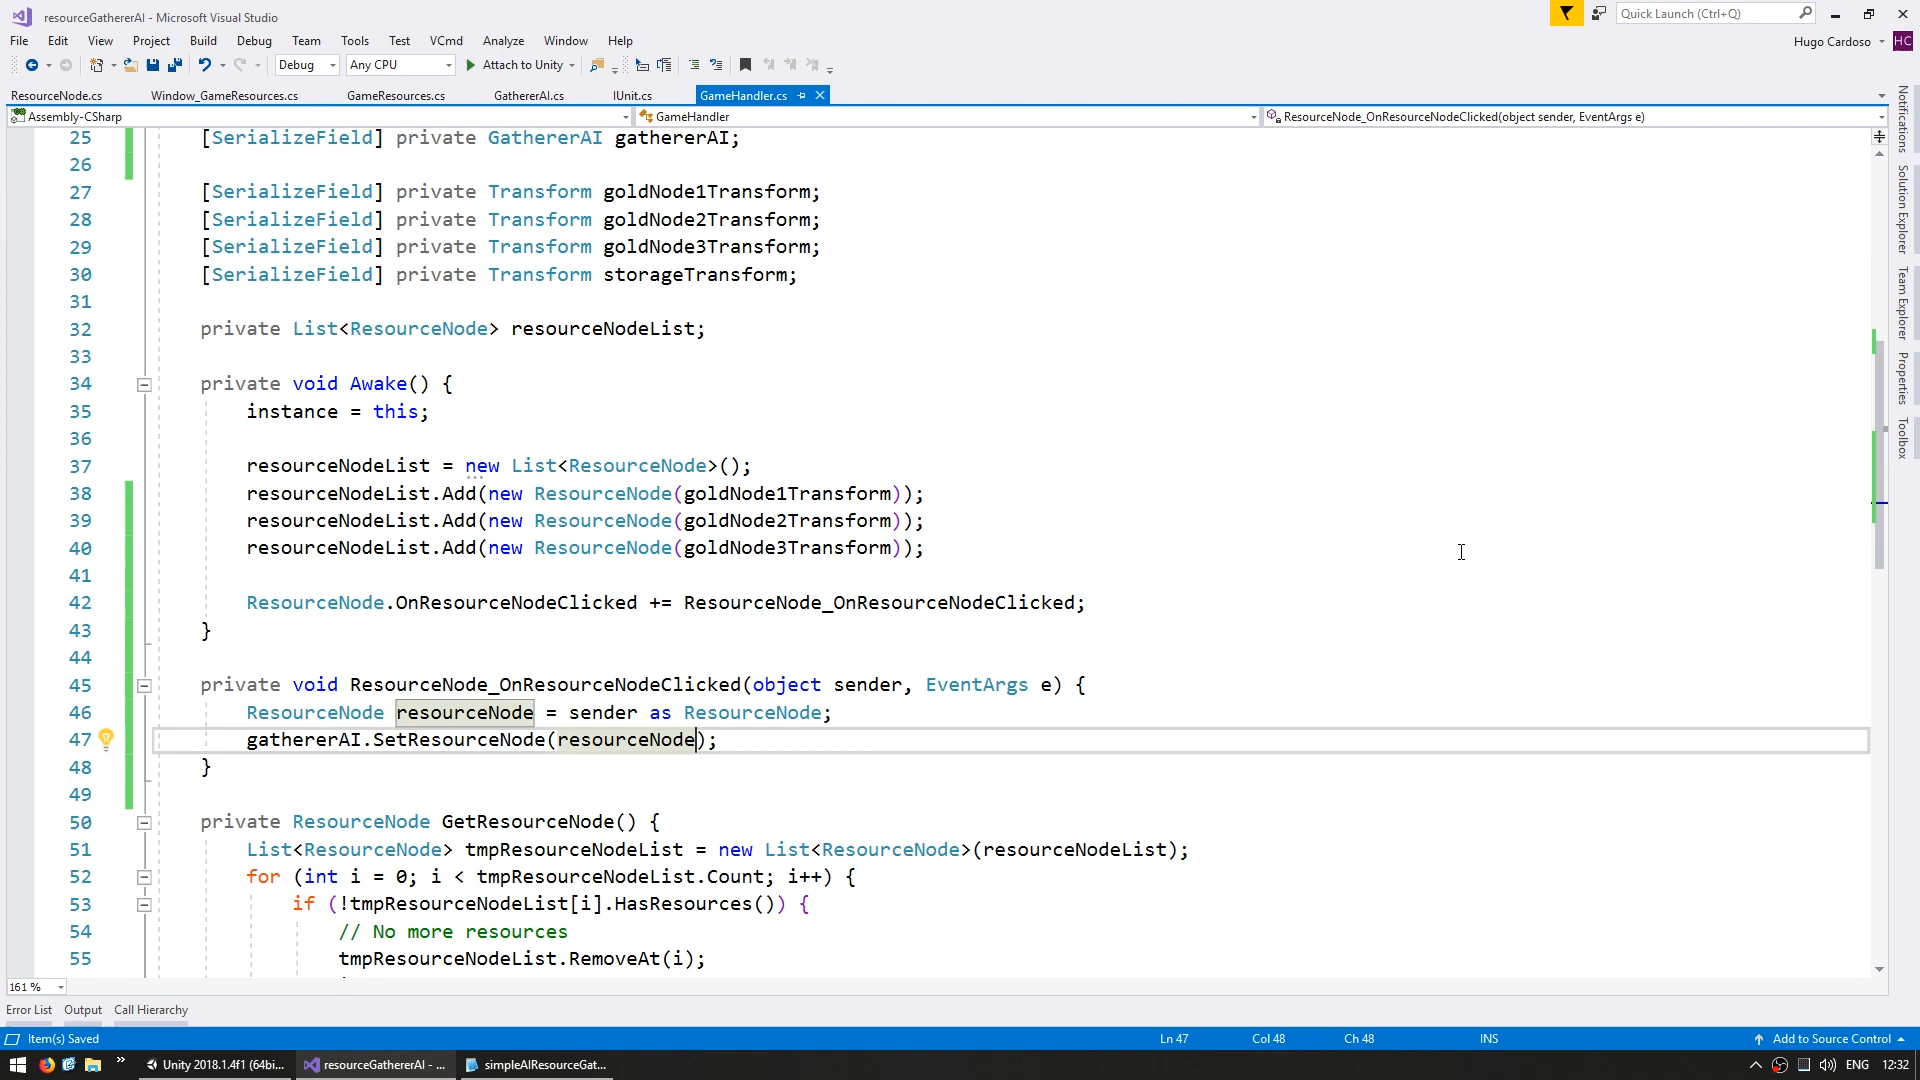 resourceGathererAI - Microsoft Visual Studio
Quick Launch (Ctrl+Q)
File Edit View Project Build Debug Team Tools Test VCmd Analyze Window Help
Hugo Cardoso HC
Debug Any CPU Attach to Unity
ResourceNode.cs Window_GameResources.cs GameResources.cs GathererAI.cs IUnit.cs GameHandler.cs
Assembly-CSharp GameHandler ResourceNode_OnResourceNodeClicked(object sender, EventArgs e)
25 [SerializeField] private GathererAI gathererAI;
26
27 [SerializeField] private Transform goldNode1Transform;
28 [SerializeField] private Transform goldNode2Transform;
29 [SerializeField] private Transform goldNode3Transform;
30 [SerializeField] private Transform storageTransform;
31
32 private List<ResourceNode> resourceNodeList;
33
34 private void Awake() {
35 instance = this;
36
37 resourceNodeList = new List<ResourceNode>();
38 resourceNodeList.Add(new ResourceNode(goldNode1Transform));
39 resourceNodeList.Add(new ResourceNode(goldNode2Transform));
40 resourceNodeList.Add(new ResourceNode(goldNode3Transform));
41
42 ResourceNode.OnResourceNodeClicked += ResourceNode_OnResourceNodeClicked;
43 }
44
45 private void ResourceNode_OnResourceNodeClicked(object sender, EventArgs e) {
46 ResourceNode resourceNode = sender as ResourceNode;
47 gathererAI.SetResourceNode(resourceNode);
48 }
49
50 private ResourceNode GetResourceNode() {
51 List<ResourceNode> tmpResourceNodeList = new List<ResourceNode>(resourceNodeList);
52 for (int i = 0; i < tmpResourceNodeList.Count; i++) {
53 if (!tmpResourceNodeList[i].HasResources()) {
54 // No more resources
55 tmpResourceNodeList.RemoveAt(i);
Notifications
Solution Explorer
Team Explorer
Properties
Toolbox
161 %
Error List Output Call Hierarchy
Item(s) Saved Ln 47 Col 48 Ch 48 INS Add to Source Control
Unity 2018.1.4f1 (64bi... resourceGathererAI - ... simpleAIResourceGat... ENG 12:32